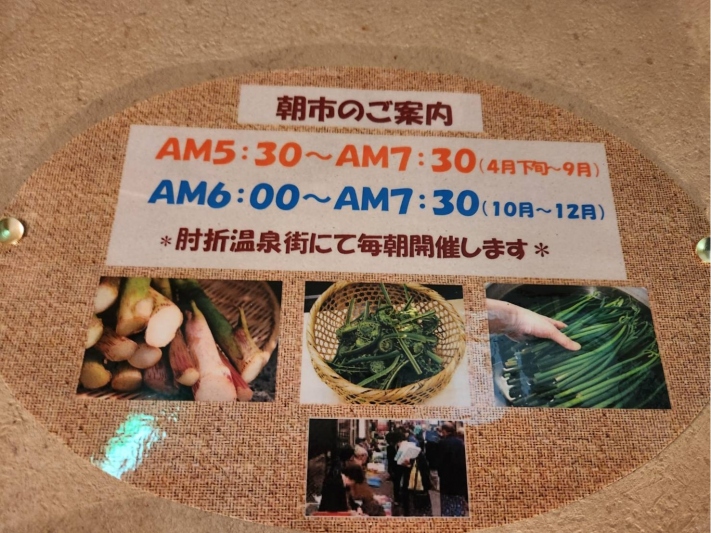 朝市のご案内
AM5:30～AM7:30(4月下旬～9月)
AM6:00～AM7:30(10月～12月)
＊肘折温泉街にて毎朝開催します＊